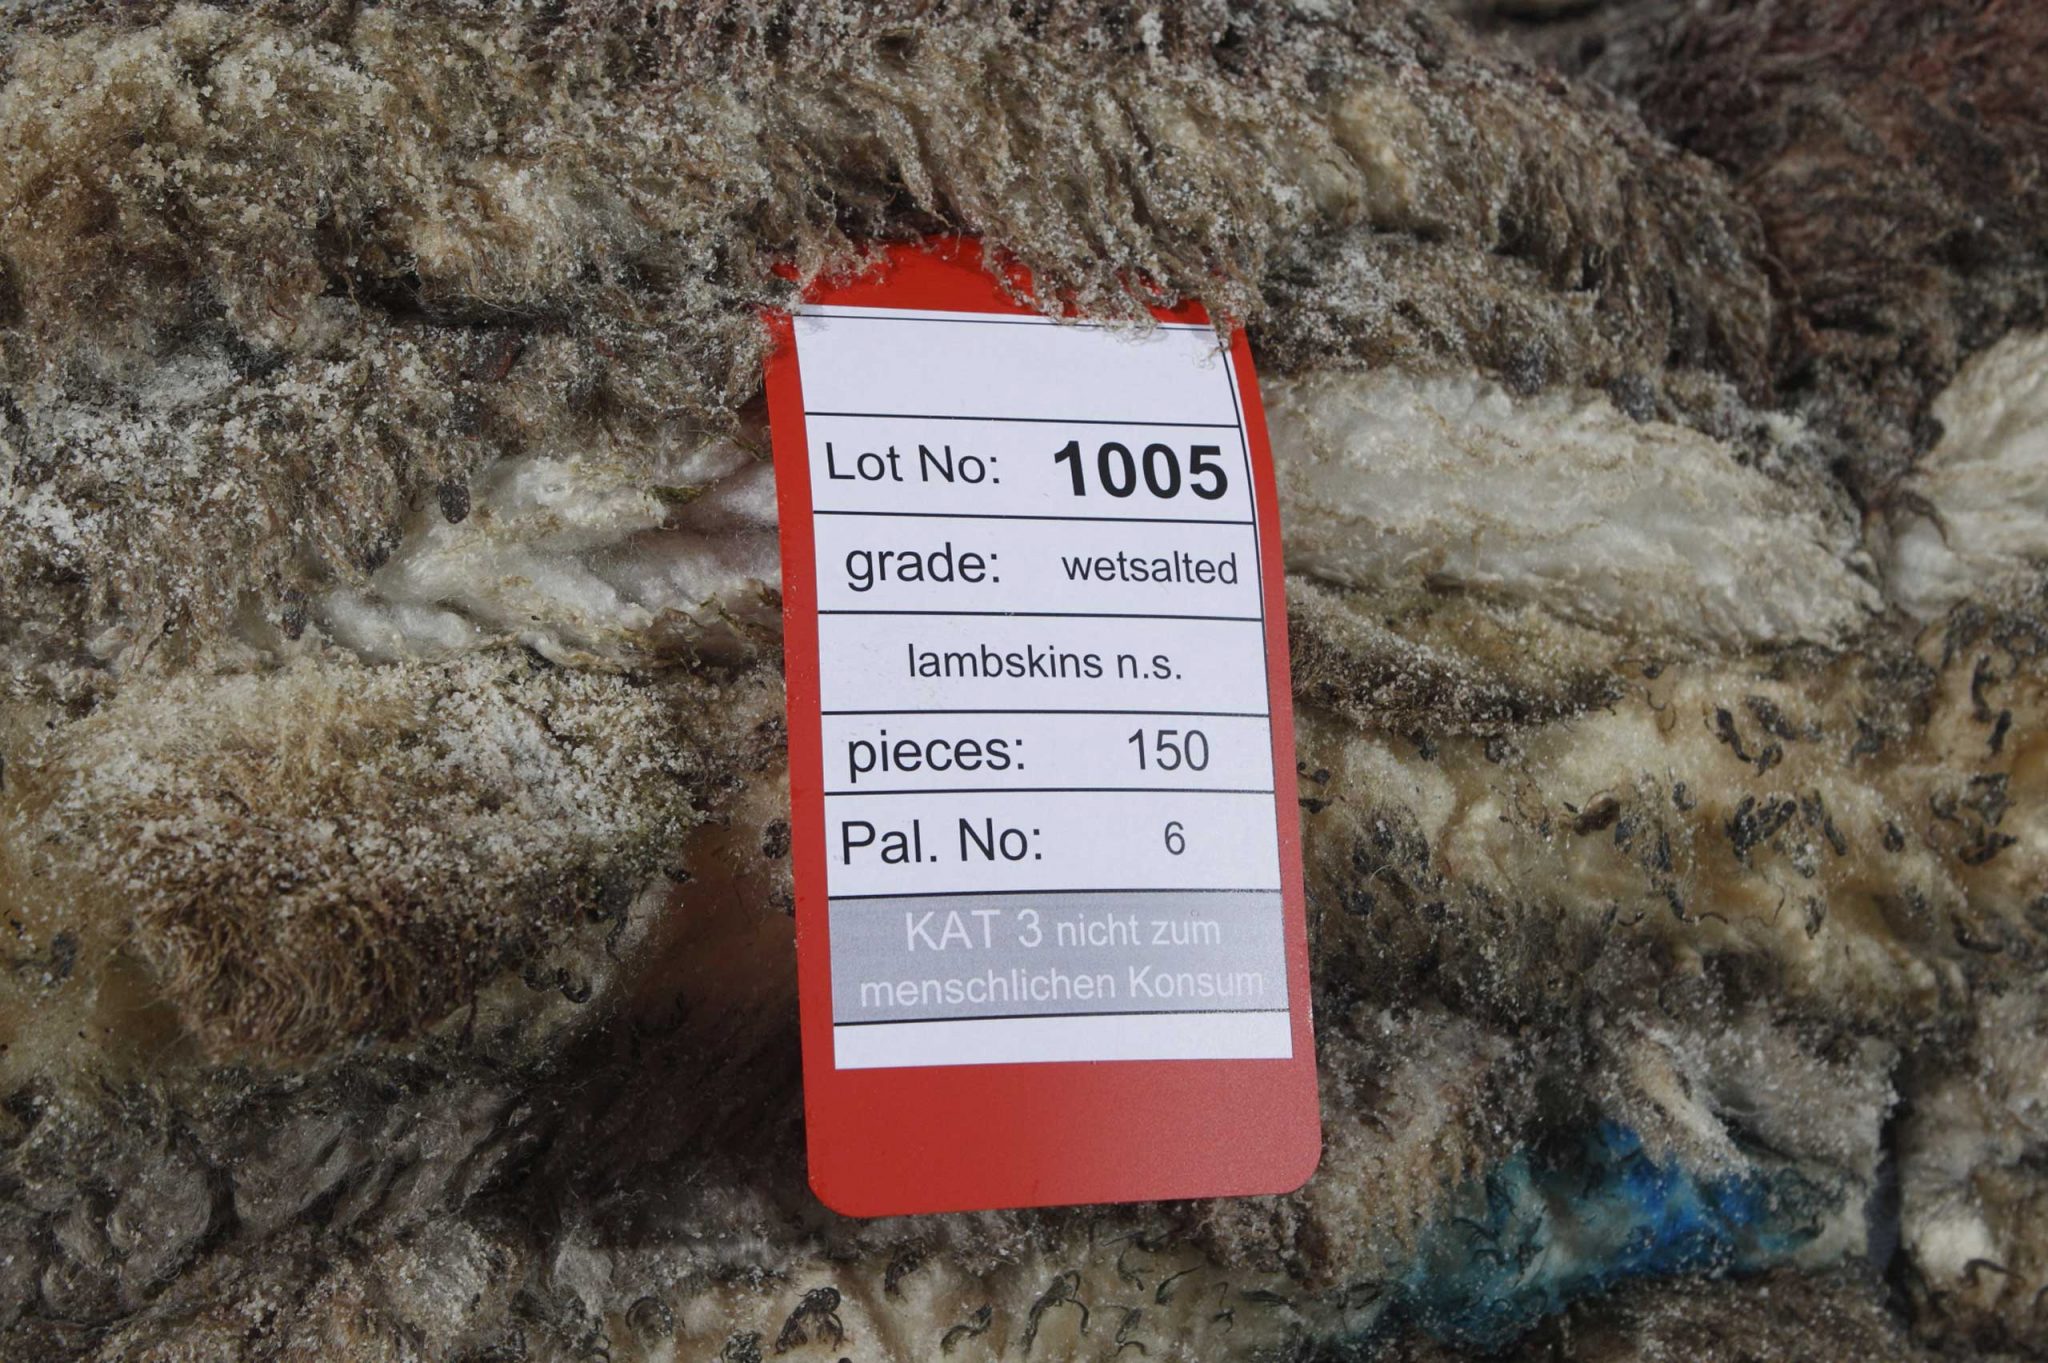 Lot No: 1005
grade: wetsalted
lambskins n.s.
pieces: 150
Pal. No: 6
KAT 3 nicht zum
menschlichen Konsum